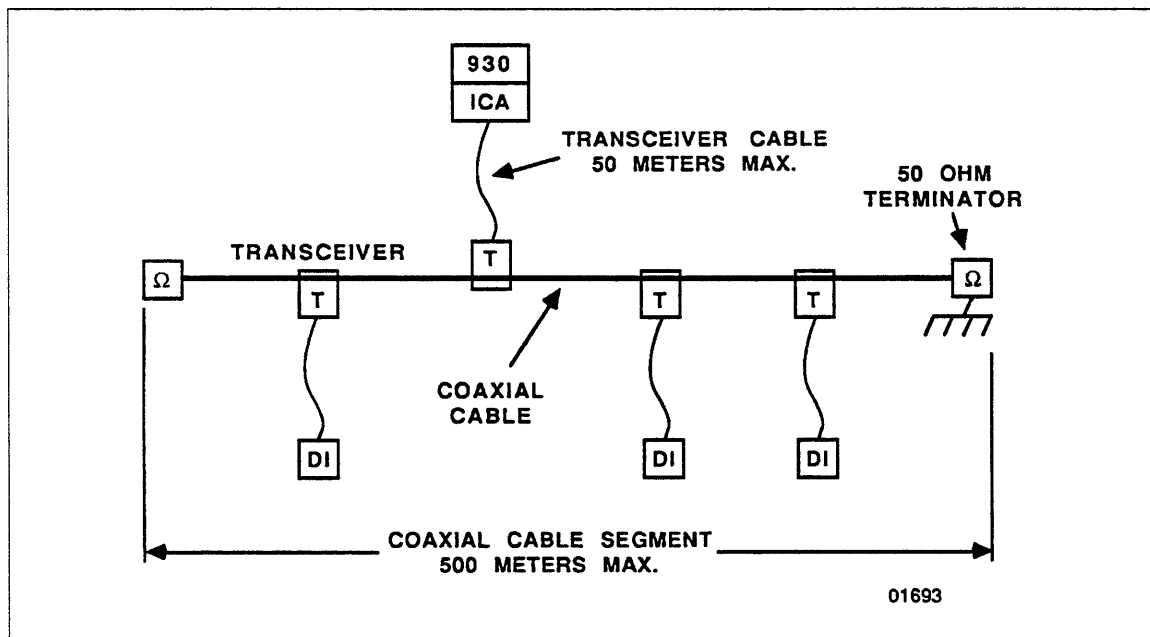 930
ICA
TRANSCEIVER CABLE
50 METERS MAX.
50 OHM
TERMINATOR
TRANSCEIVER
Ω
T
T
T
T
Ω
COAXIAL
CABLE
DI
DI
DI
COAXIAL CABLE SEGMENT
500 METERS MAX.
01693